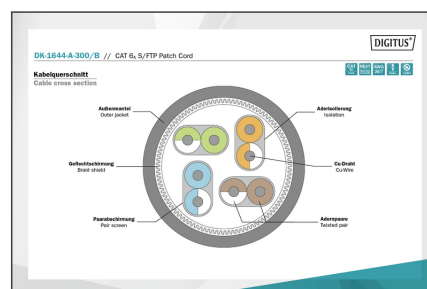 DIGITUS®
DK-1644-A-300/B // CAT 6A S/FTP Patch Cord
Kabelquerschnitt
Cable cross section
Außenmantel
Outer jacket
Aderisolierung
Isolation
Geflechtschirmung
Braid shield
Cu-Draht
Cu-Wire
Paarabschirmung
Pair screen
Adernpaare
Twisted pair